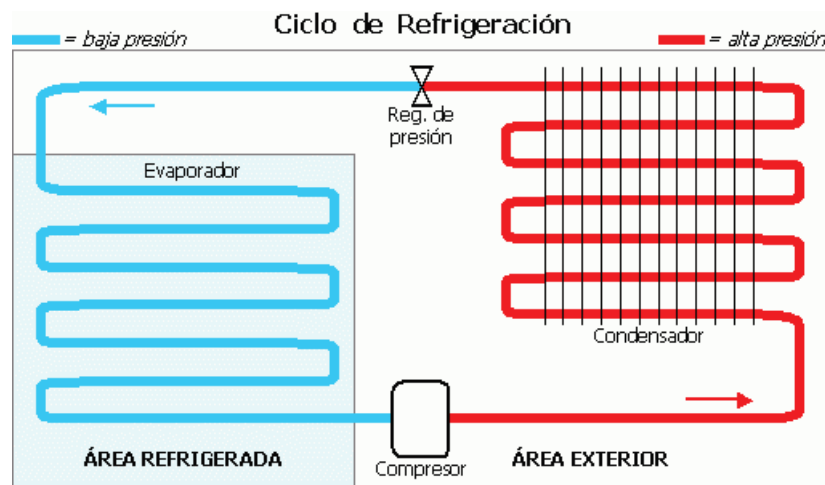 Ciclo de Refrigeración
= baja presión
= alta presión
Reg. de
presión
Evaporador
Condensador
ÁREA REFRIGERADA
Compresor
ÁREA EXTERIOR